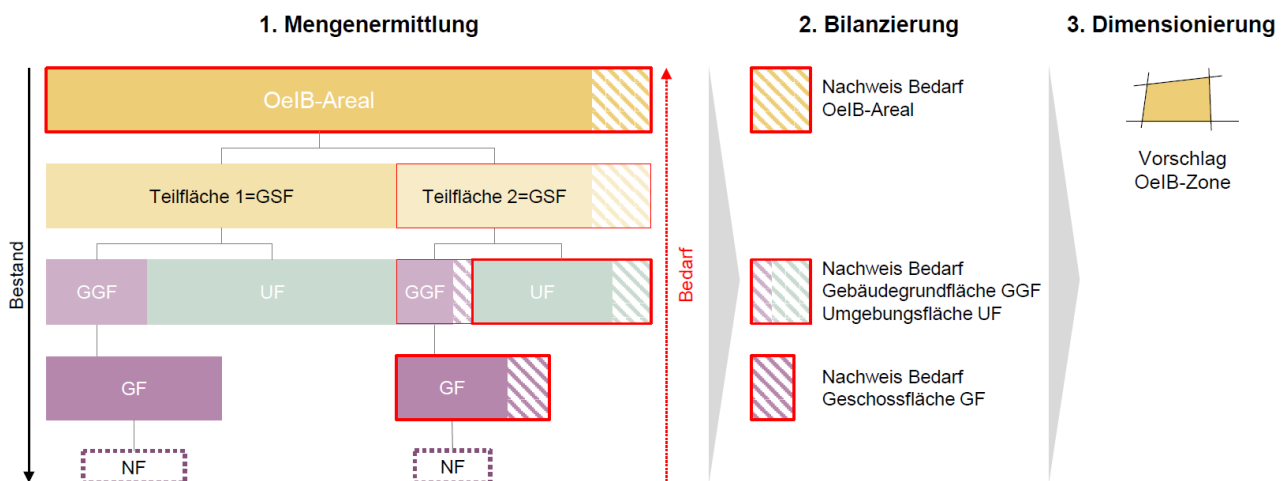 1. Mengenermittlung
2. Bilanzierung
3. Dimensionierung
OeIB-Areal
Nachweis Bedarf
OeIB-Areal
Vorschlag
OeIB-Zone
Teilfläche 1=GSF
Teilfläche 2=GSF
Bestand
Bedarf
GGF
UF
GGF
UF
Nachweis Bedarf
Gebäudegrundfläche GGF
Umgebungsfläche UF
GF
GF
Nachweis Bedarf
Geschossfläche GF
NF
NF